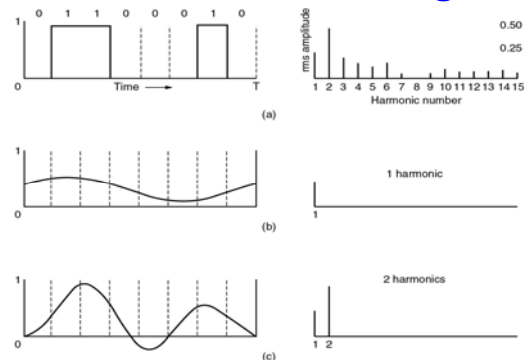 0 1 1 0 0 0 1 0
1
0
Time
T
rms amplitude
0.50
0.25
1 2 3 4 5 6 7 8 9 10 11 12 13 14 15
Harmonic number
(a)
1
0
1 harmonic
1
(b)
1
0
2 harmonics
1 2
(c)